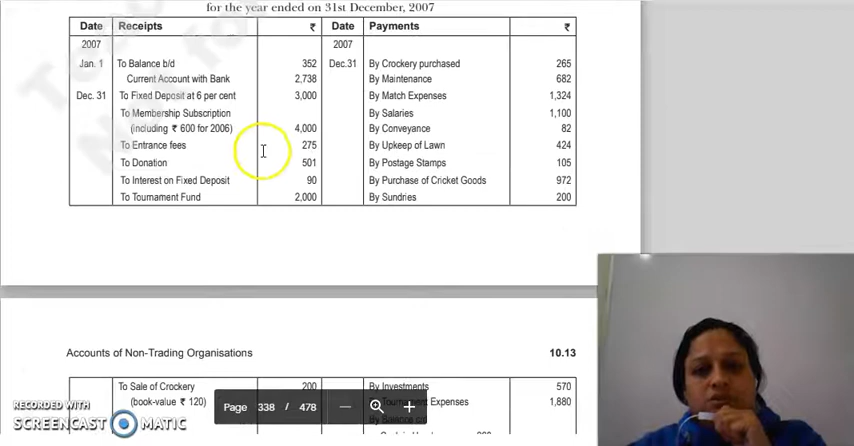 for the year ended on 31st December, 2007
Date Receipts ₹ Date Payments ₹
2007 2007
Jan. 1 To Balance b/d 352 Dec.31 By Crockery purchased 265
Current Account with Bank 2,738 By Maintenance 682
Dec. 31 To Fixed Deposit at 6 per cent 3,000 By Match Expenses 1,324
To Membership Subscription By Salaries 1,100
(including ₹ 600 for 2006) 4,000 By Conveyance 82
To Entrance fees 275 By Upkeep of Lawn 424
To Donation 501 By Postage Stamps 105
To Interest on Fixed Deposit 90 By Purchase of Cricket Goods 972
To Tournament Fund 2,000 By Sundries 200
Accounts of Non-Trading Organisations 10.13
To Sale of Crockery 200 By Investments 570
(book-value ₹ 120) Tournament Expenses 1,880
Page 338 / 478
RECORDED WITH
SCREENCAST MATIC